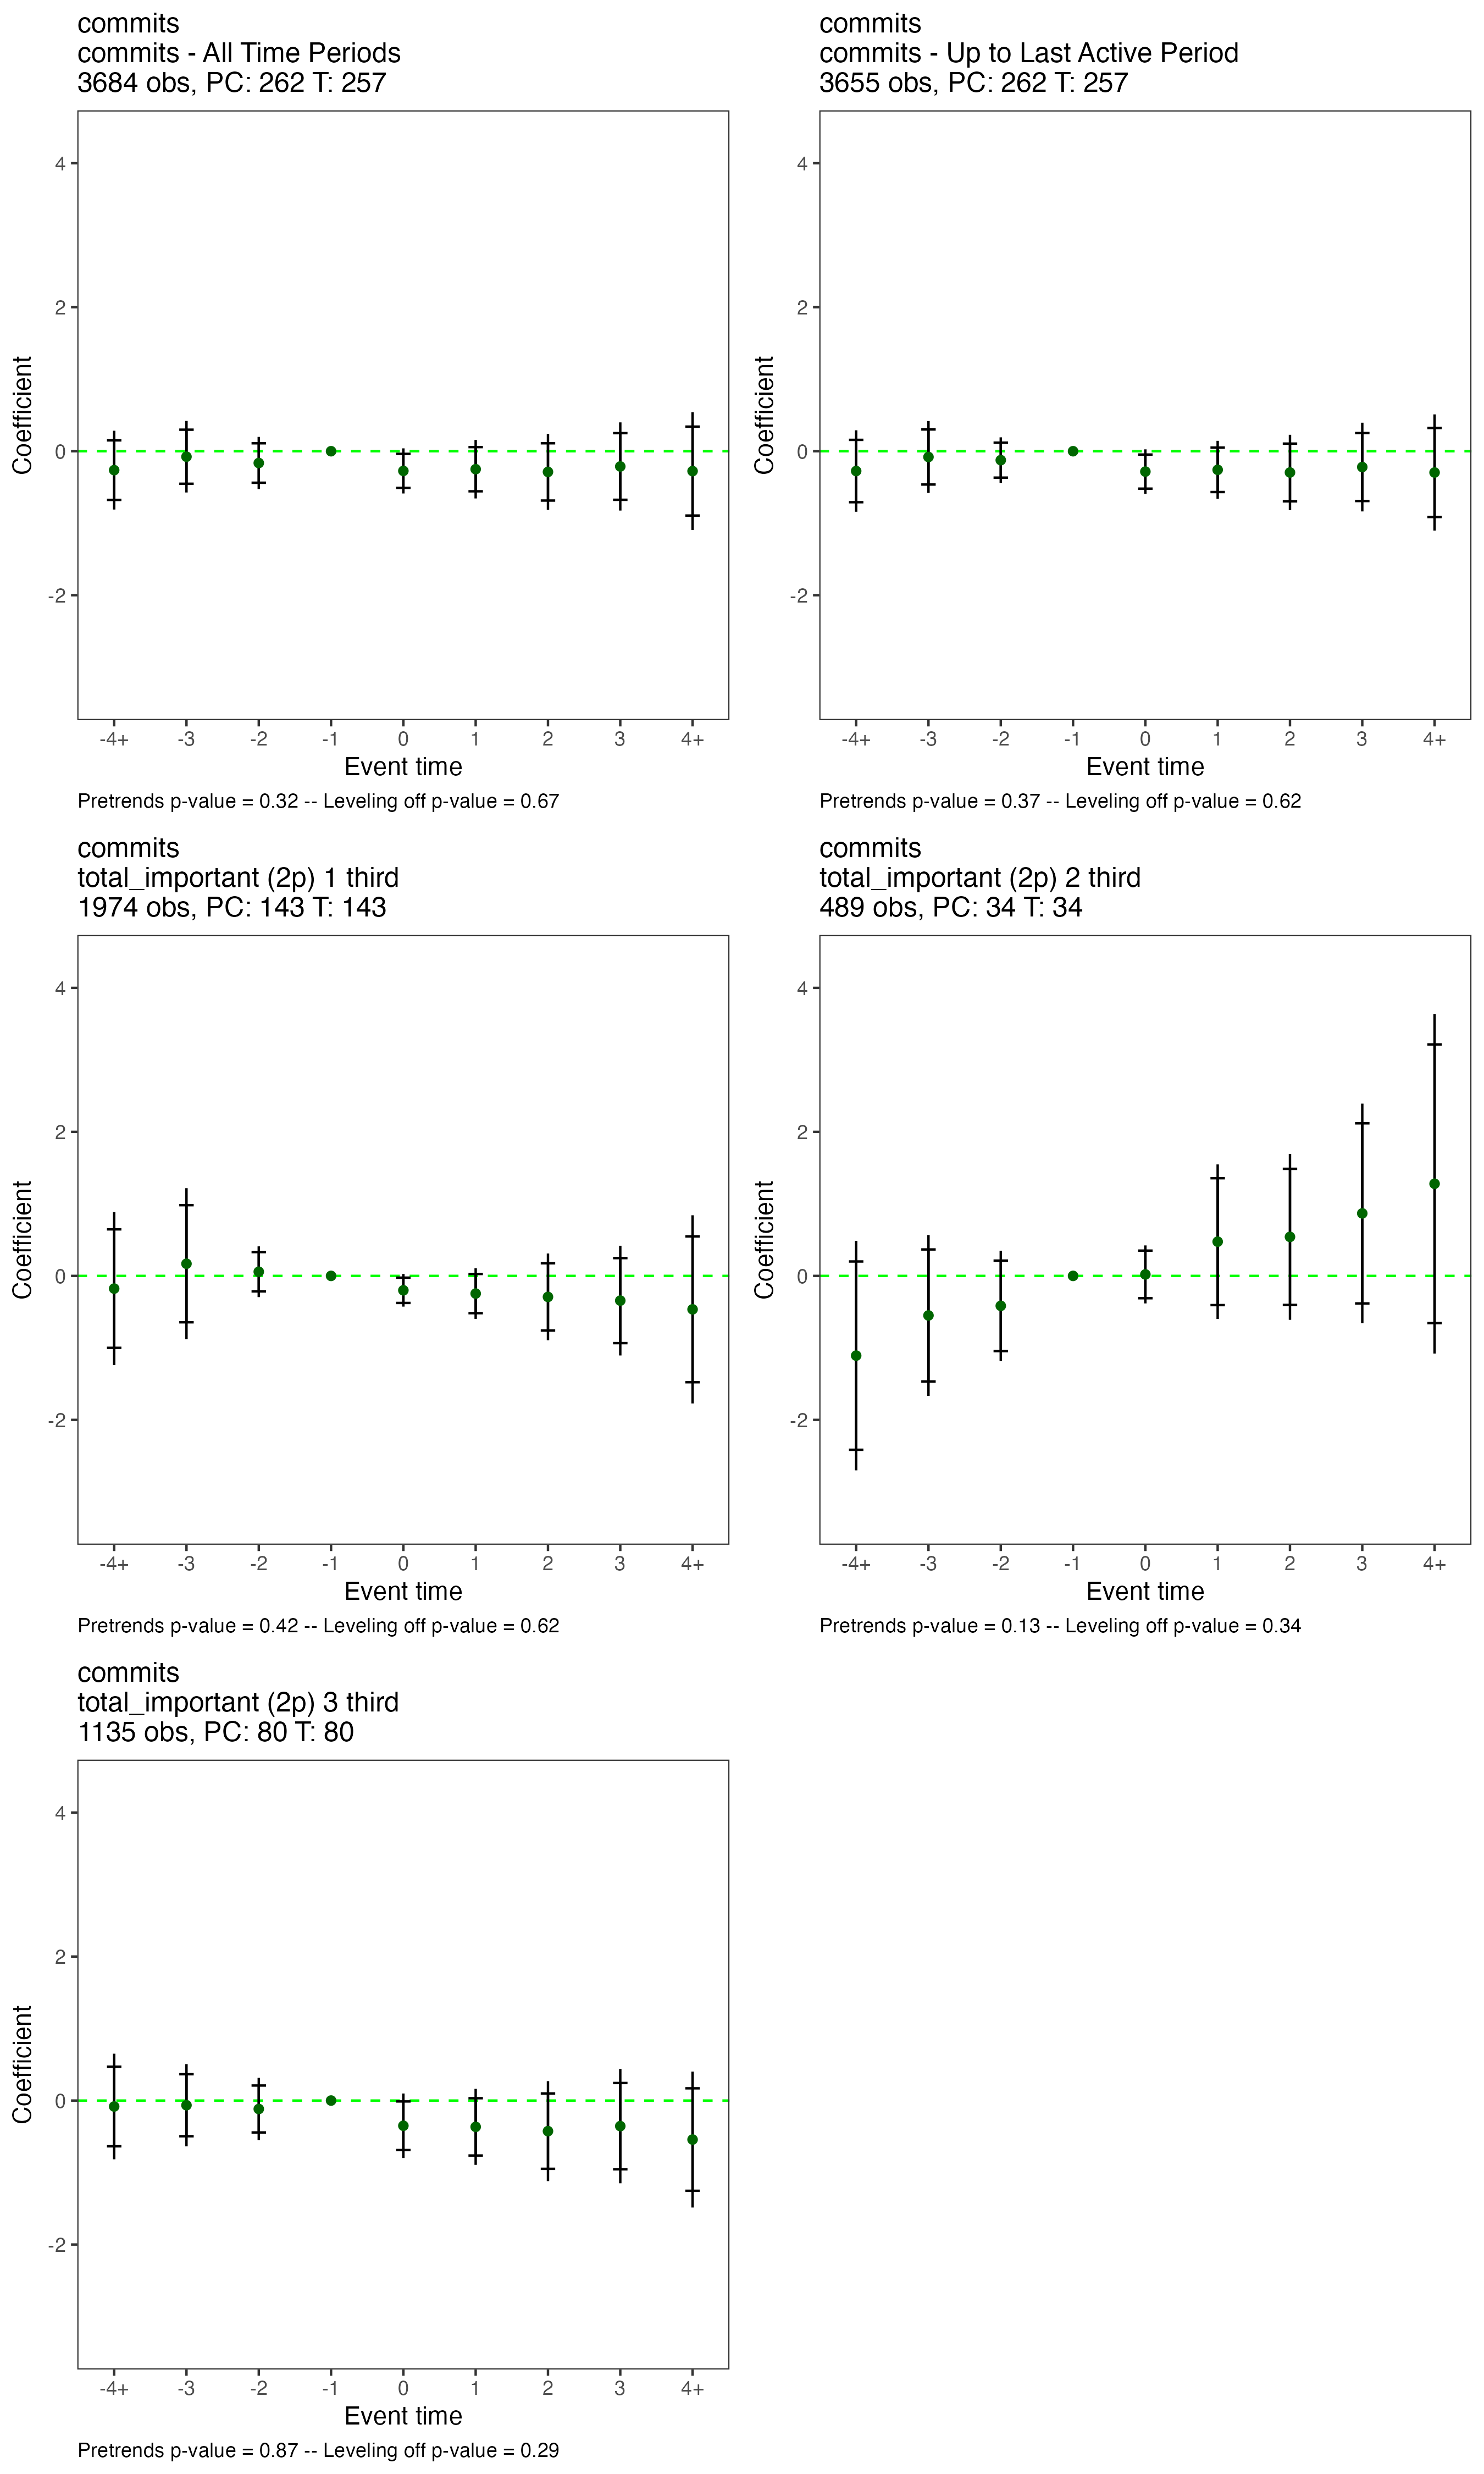 commits
commits - All Time Periods
3684 obs, PC: 262 T: 257
4
2
0
-2
Coefficient
-4+ -3 -2 -1 0 1 2 3 4+
Event time
Pretrends p-value = 0.32 -- Leveling off p-value = 0.67
commits
commits - Up to Last Active Period
3655 obs, PC: 262 T: 257
4
2
0
-2
Coefficient
-4+ -3 -2 -1 0 1 2 3 4+
Event time
Pretrends p-value = 0.37 -- Leveling off p-value = 0.62
commits
total_important (2p) 1 third
1974 obs, PC: 143 T: 143
4
2
0
-2
Coefficient
-4+ -3 -2 -1 0 1 2 3 4+
Event time
Pretrends p-value = 0.42 -- Leveling off p-value = 0.62
commits
total_important (2p) 2 third
489 obs, PC: 34 T: 34
4
2
0
-2
Coefficient
-4+ -3 -2 -1 0 1 2 3 4+
Event time
Pretrends p-value = 0.13 -- Leveling off p-value = 0.34
commits
total_important (2p) 3 third
1135 obs, PC: 80 T: 80
4
2
0
-2
Coefficient
-4+ -3 -2 -1 0 1 2 3 4+
Event time
Pretrends p-value = 0.87 -- Leveling off p-value = 0.29